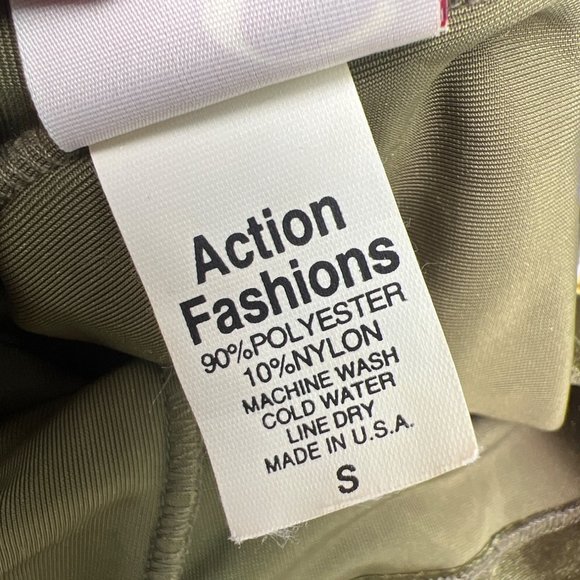 Action
Fashions
90%POLYESTER
10%NYLON
MACHINE WASH
COLD WATER
LINE DRY
MADE IN U.S.A.
S